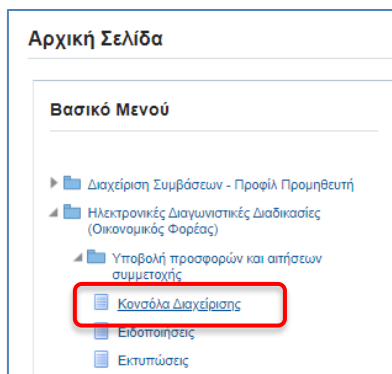 Αρχική Σελίδα
Βασικό Μενού
Διαχείριση Συμβάσεων - Προφίλ Προμηθευτή
Ηλεκτρονικές Διαγωνιστικές Διαδικασίες
(Οικονομικός Φορέας)
Υποβολή προσφορών και αιτήσεων
συμμετοχής
Κονσόλα Διαχείρισης
Ειδοποιήσεις
Εκτυπώσεις